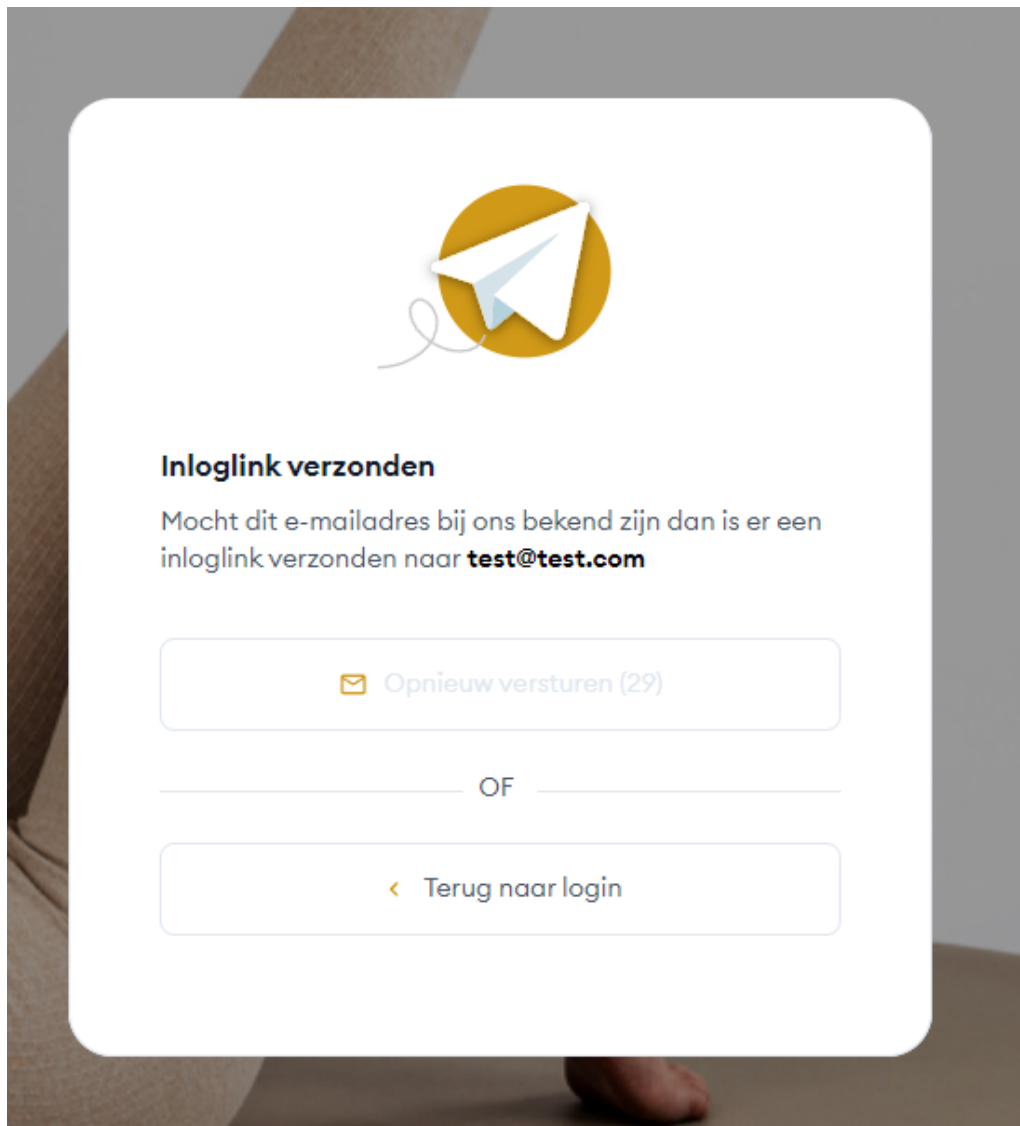 Inloglink verzonden
Mocht dit e-mailadres bij ons bekend zijn dan is er een
inloglink verzonden naar test@test.com
Opnieuw versturen (29)
OF
Terug naar login